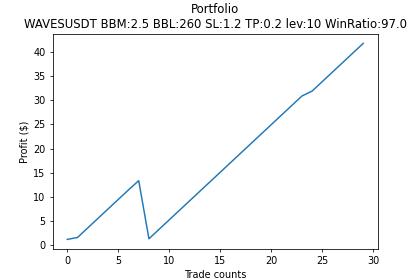 Portfolio
WAVESUSDT BBM:2.5 BBL:260 SL:1.2 TP:0.2 lev:10 WinRatio:97.0
40
35
30
25
20
15
10
5
0
Profit ($)
0 5 10 15 20 25 30
Trade counts